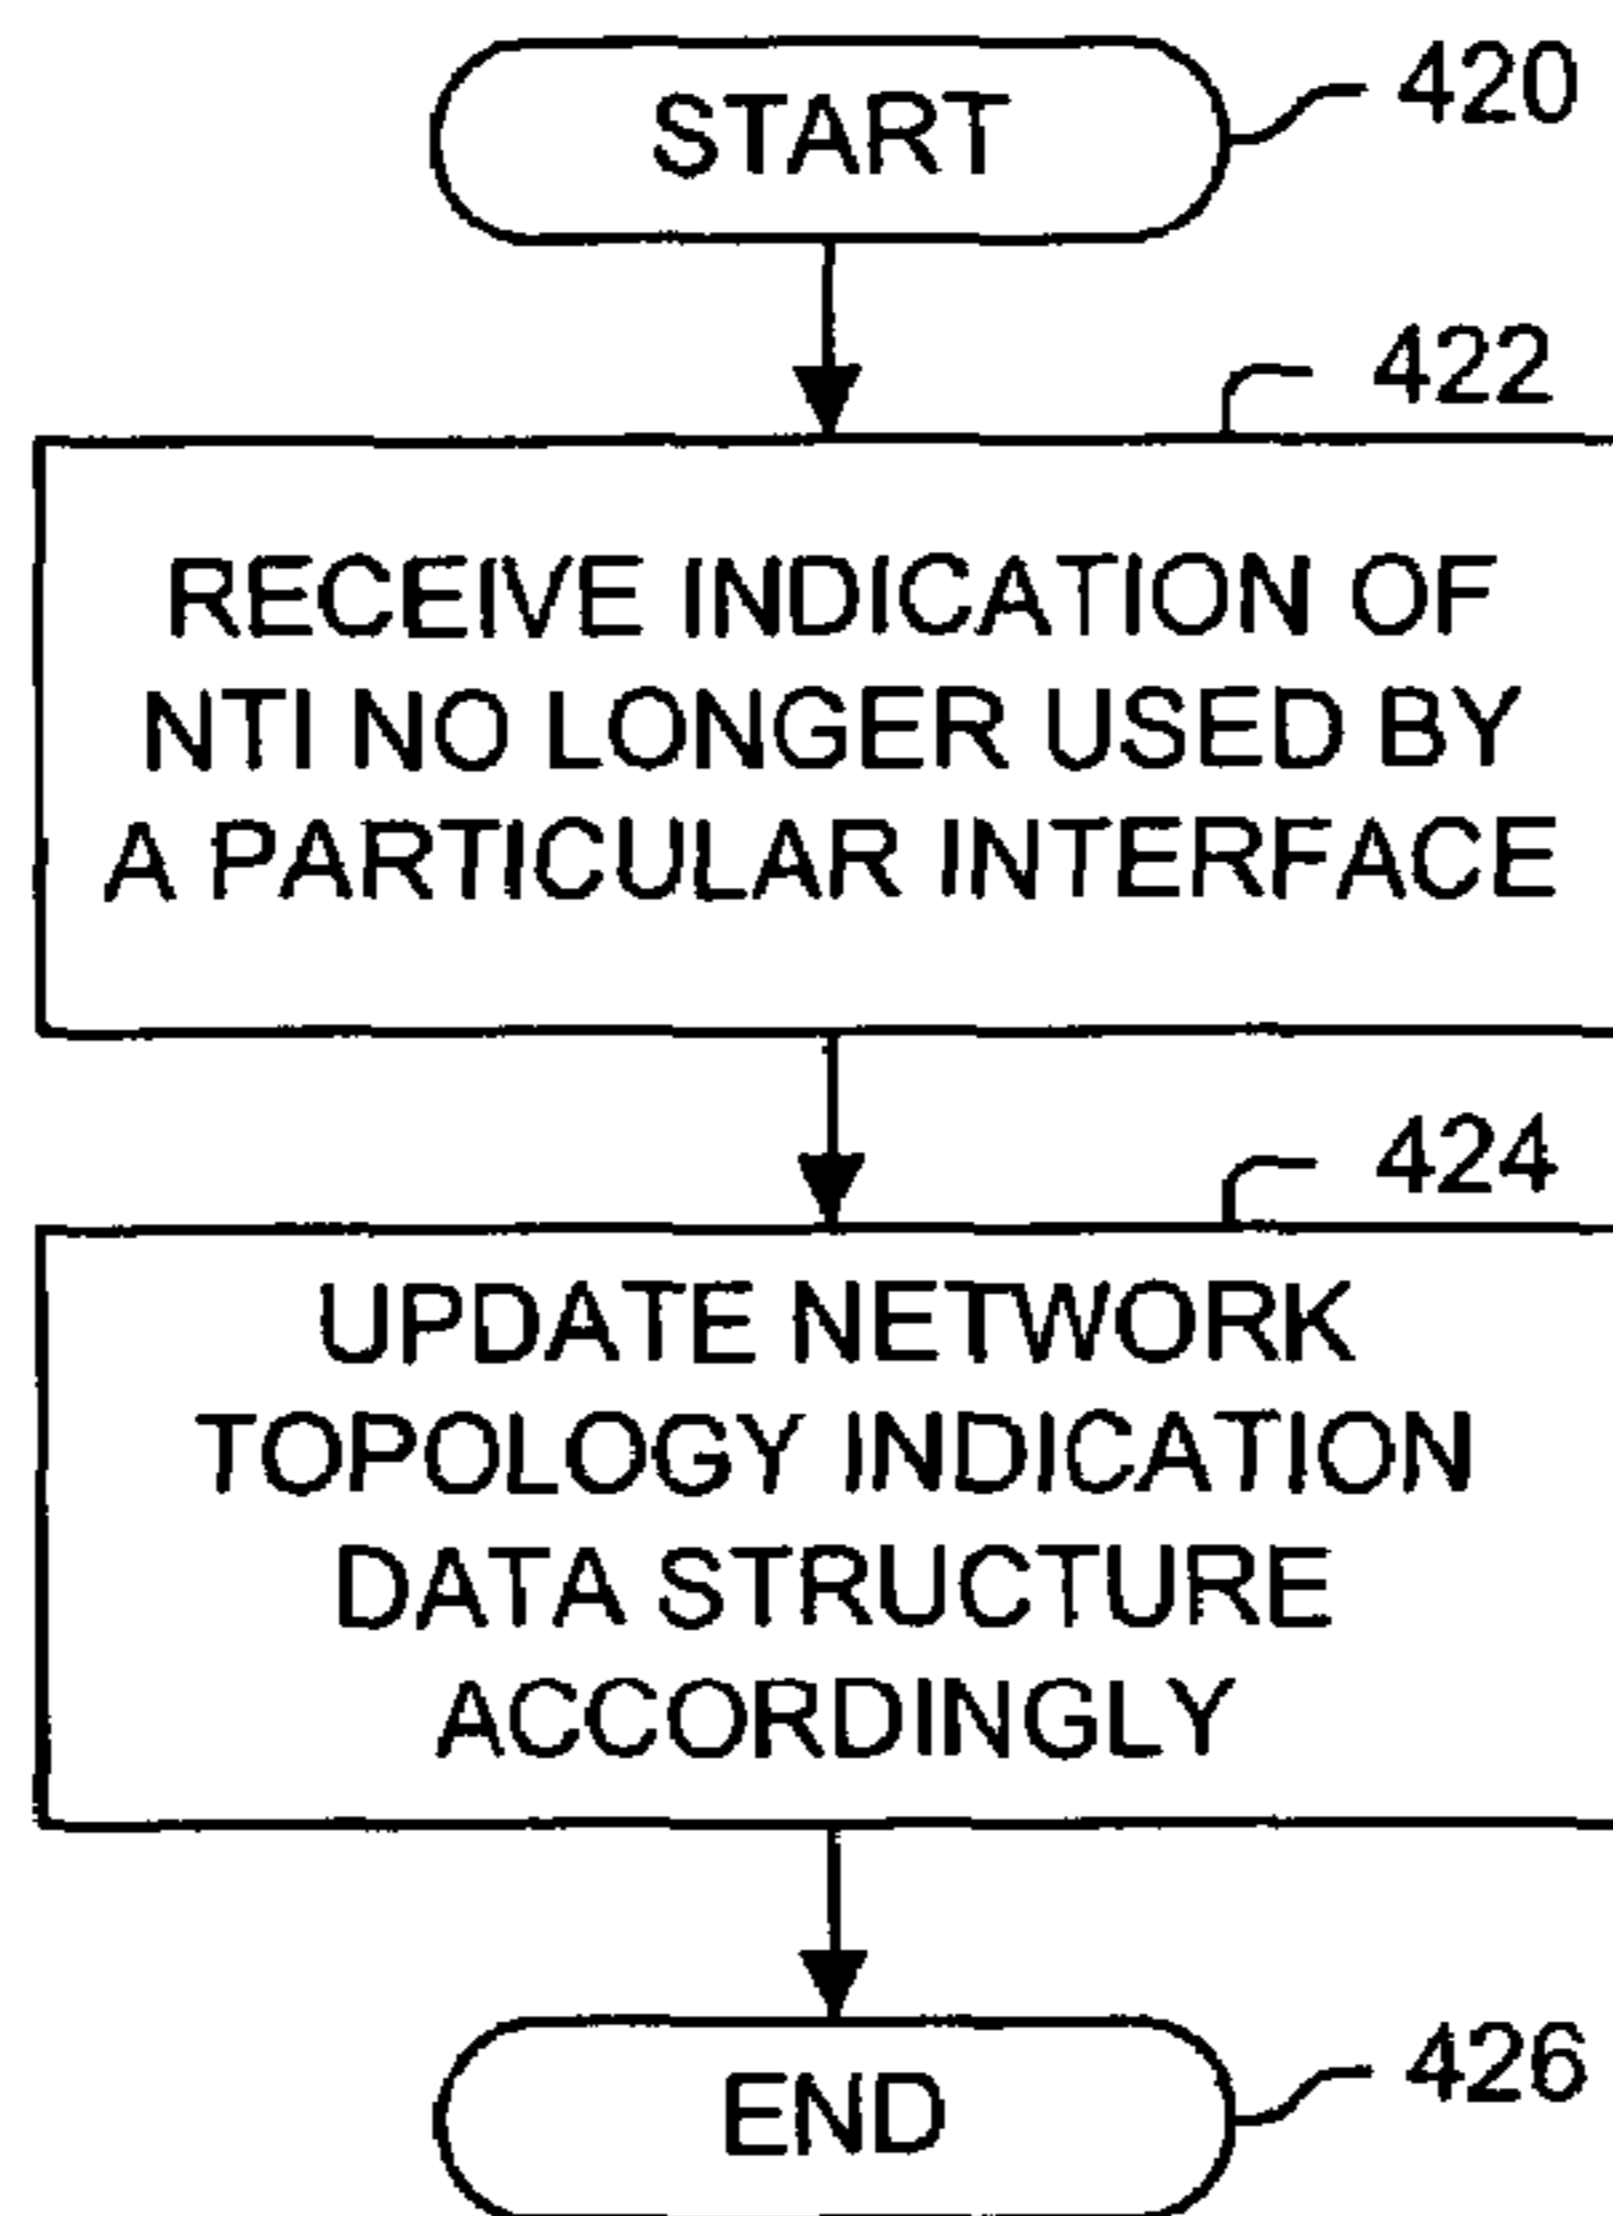 START
420
422
RECEIVE INDICATION OF
NTI NO LONGER USED BY
A PARTICULAR INTERFACE
424
UPDATE NETWORK
TOPOLOGY INDICATION
DATA STRUCTURE
ACCORDINGLY
END
426